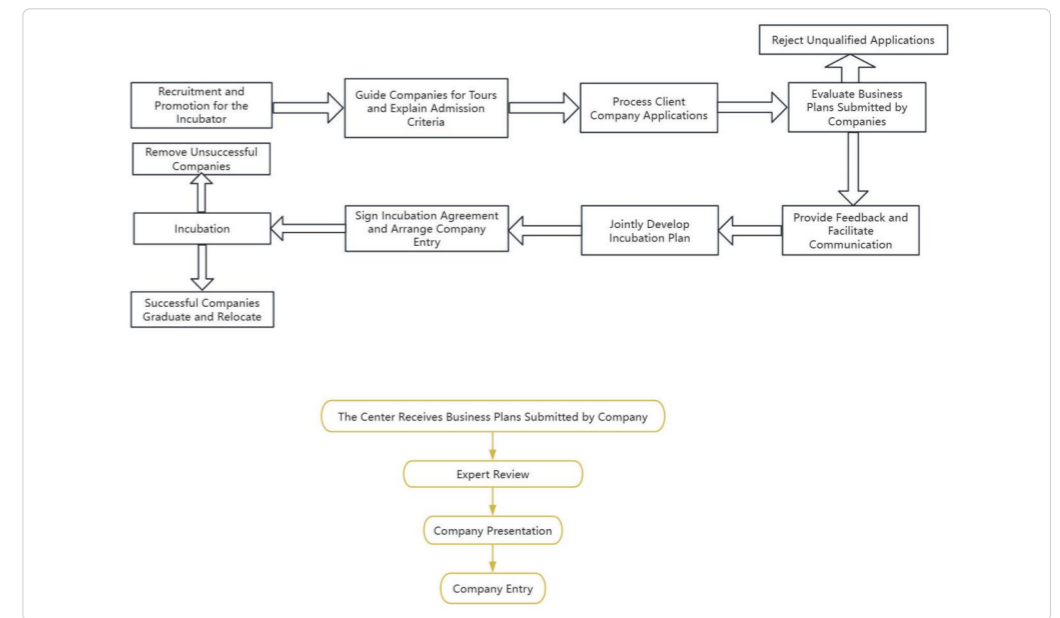 Reject Unqualified Applications
Recruitment and
Promotion for the
Incubator
Guide Companies for Tours
and Explain Admission
Criteria
Process Client
Company Applications
Evaluate Business
Plans Submitted by
Companies
Remove Unsuccessful
Companies
Incubation
Sign Incubation Agreement
and Arrange Company
Entry
Jointly Develop
Incubation Plan
Provide Feedback and
Facilitate
Communication
Successful Companies
Graduate and Relocate
The Center Receives Business Plans Submitted by Company
Expert Review
Company Presentation
Company Entry